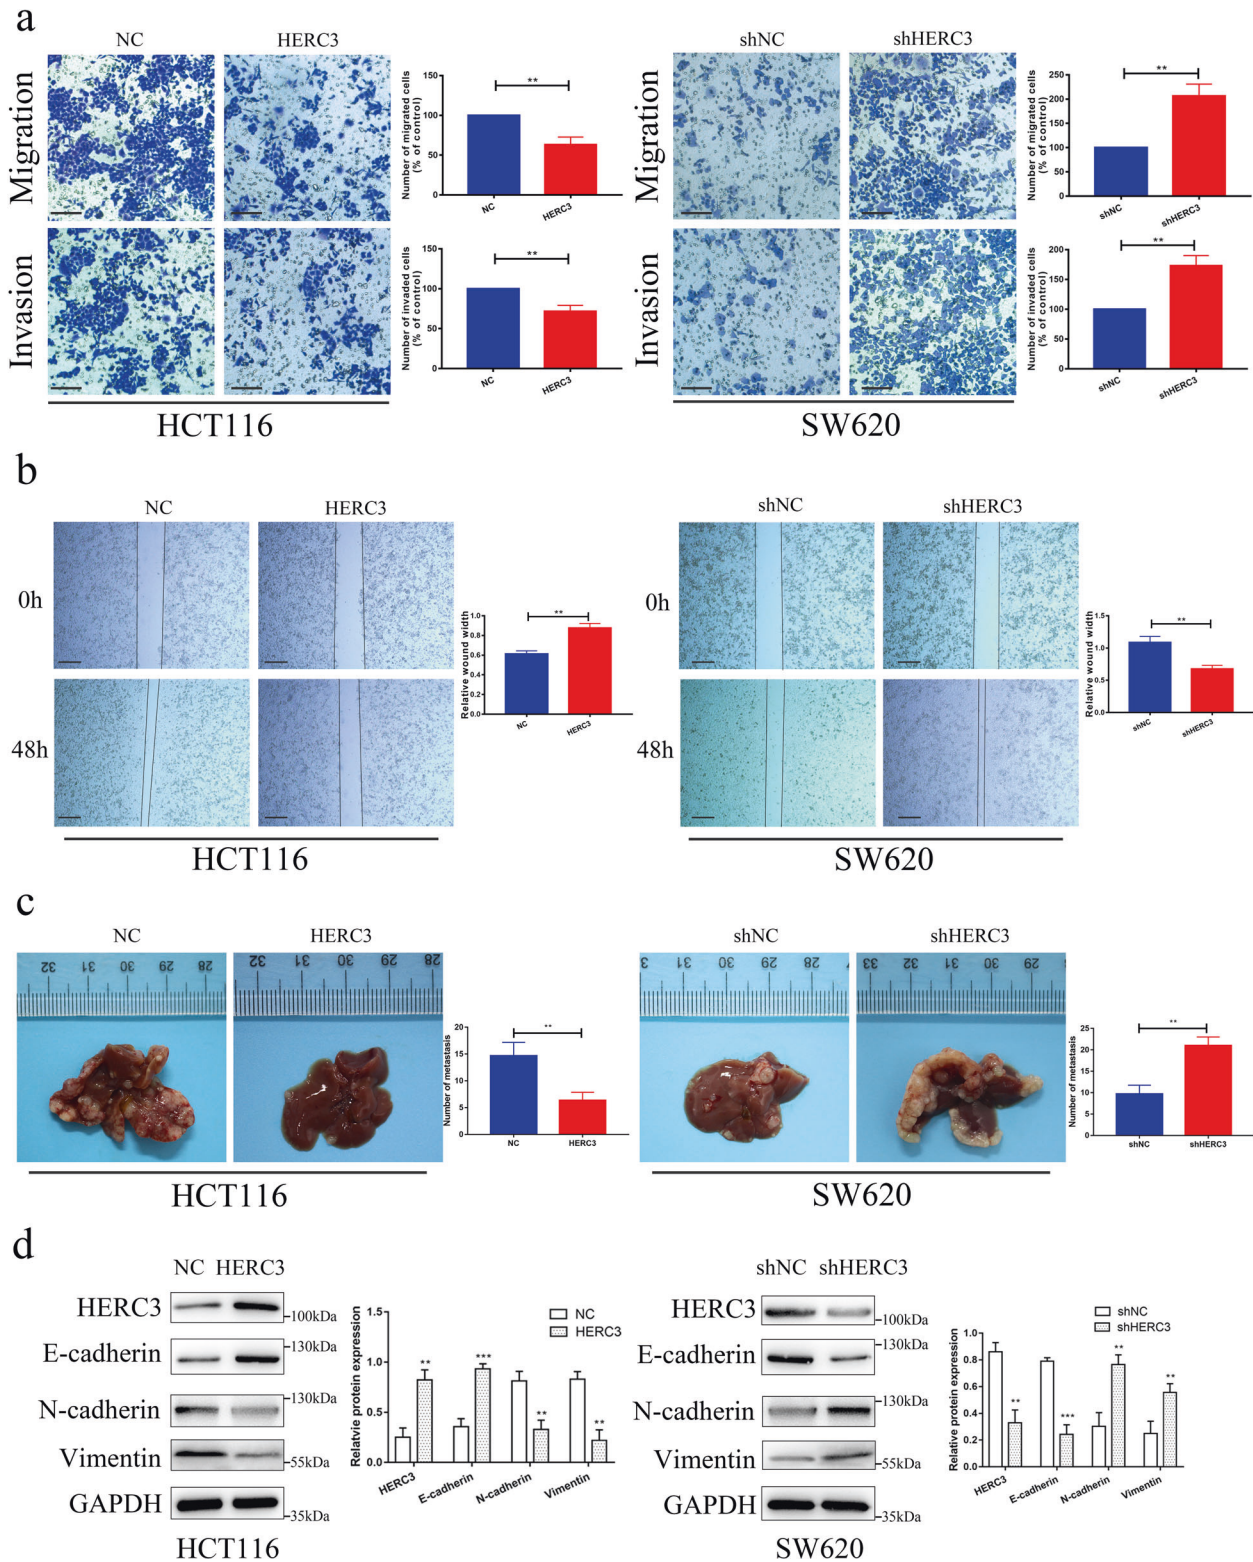 a
NC HERC3
Migration
Invasion
Number of migrated cells
(% of control)
150
100
50
0
**
NC HERC3
Number of invaded cells
(% of control)
150
100
50
0
**
NC HERC3
HCT116
shNC shHERC3
Migration
Invasion
Number of migrated cells
(% of control)
250
200
150
100
50
0
**
shNC shHERC3
Number of invaded cells
(% of control)
200
150
100
50
0
**
shNC shHERC3
SW620
b
NC HERC3
0h
48h
Relative wound width
1.0
0.8
0.6
0.4
0.2
0.0
**
NC HERC3
HCT116
shNC shHERC3
0h
48h
Relative wound width
1.5
1.0
0.5
0.0
**
shNC shHERC3
SW620
c
NC HERC3
32 31 30 29 28
31 30 29 28
Number of metastasis
20
15
10
5
0
**
NC HERC3
HCT116
shNC shHERC3
3 31 30 29 28
33 31 30 29
Number of metastasis
25
20
15
10
5
0
**
shNC shHERC3
SW620
d
NC HERC3
HERC3 100kDa
E-cadherin 130kDa
N-cadherin 130kDa
Vimentin 55kDa
GAPDH 35kDa
HCT116
Relatvie protein expression
1.5
1.0
0.5
0.0
NC
HERC3
** *** ** **
HERC3 E-cadherin N-cadherin Vimentin
shNC shHERC3
HERC3 100kDa
E-cadherin 130kDa
N-cadherin 130kDa
Vimentin 55kDa
GAPDH 35kDa
SW620
Relative protein expression
1.0
0.8
0.6
0.4
0.2
0.0
shNC
shHERC3
** *** ** **
HERC3 E-cadherin N-cadherin Vimentin